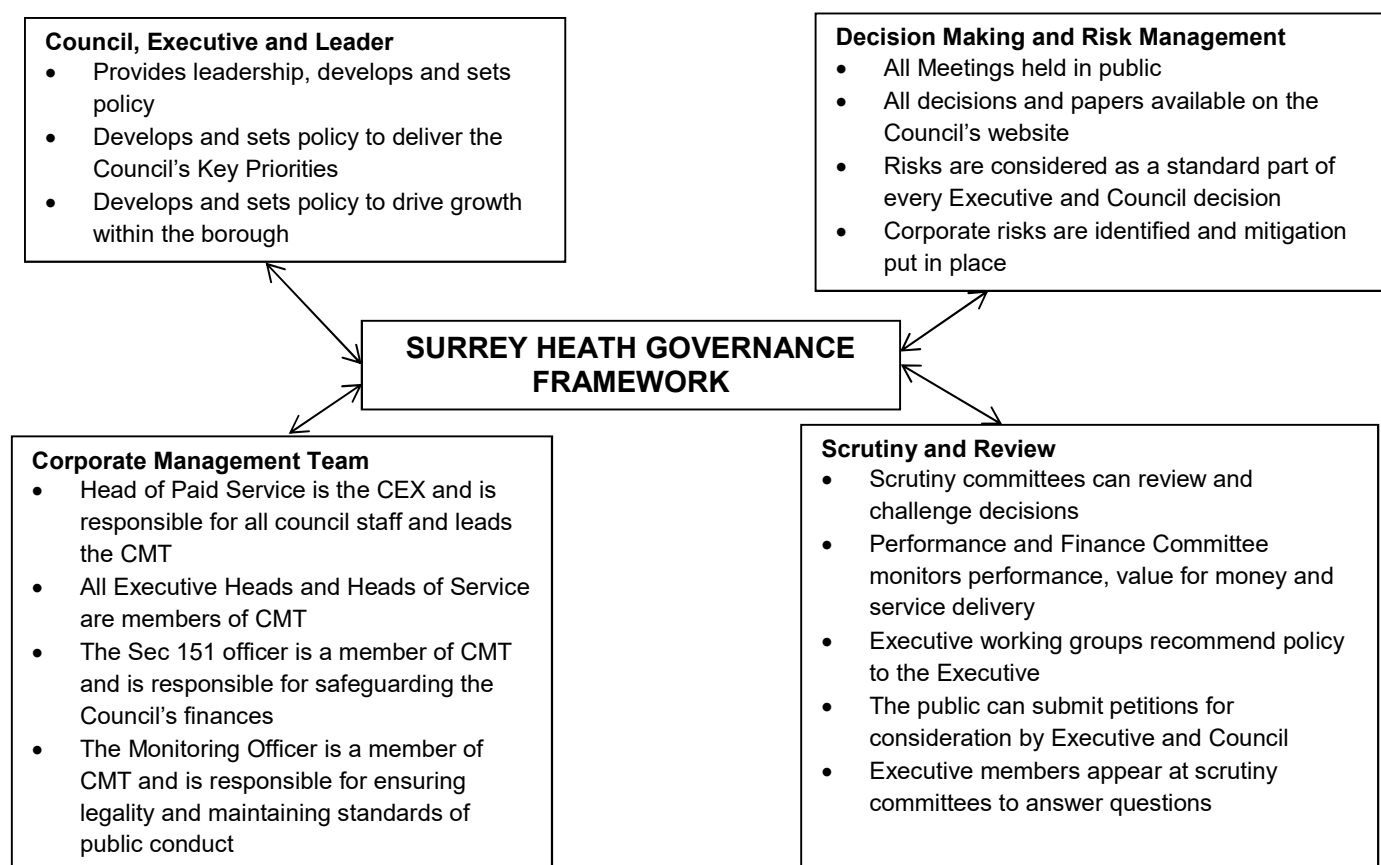 Council, Executive and Leader
• Provides leadership, develops and sets
policy
• Develops and sets policy to deliver the
Council’s Key Priorities
• Develops and sets policy to drive growth
within the borough
Decision Making and Risk Management
• All Meetings held in public
• All decisions and papers available on the
Council’s website
• Risks are considered as a standard part of
every Executive and Council decision
• Corporate risks are identified and mitigation
put in place
SURREY HEATH GOVERNANCE
FRAMEWORK
Corporate Management Team
• Head of Paid Service is the CEX and is
responsible for all council staff and leads
the CMT
• All Executive Heads and Heads of Service
are members of CMT
• The Sec 151 officer is a member of CMT
and is responsible for safeguarding the
Council’s finances
• The Monitoring Officer is a member of
CMT and is responsible for ensuring
legality and maintaining standards of
public conduct
Scrutiny and Review
• Scrutiny committees can review and
challenge decisions
• Performance and Finance Committee
monitors performance, value for money and
service delivery
• Executive working groups recommend policy
to the Executive
• The public can submit petitions for
consideration by Executive and Council
• Executive members appear at scrutiny
committees to answer questions